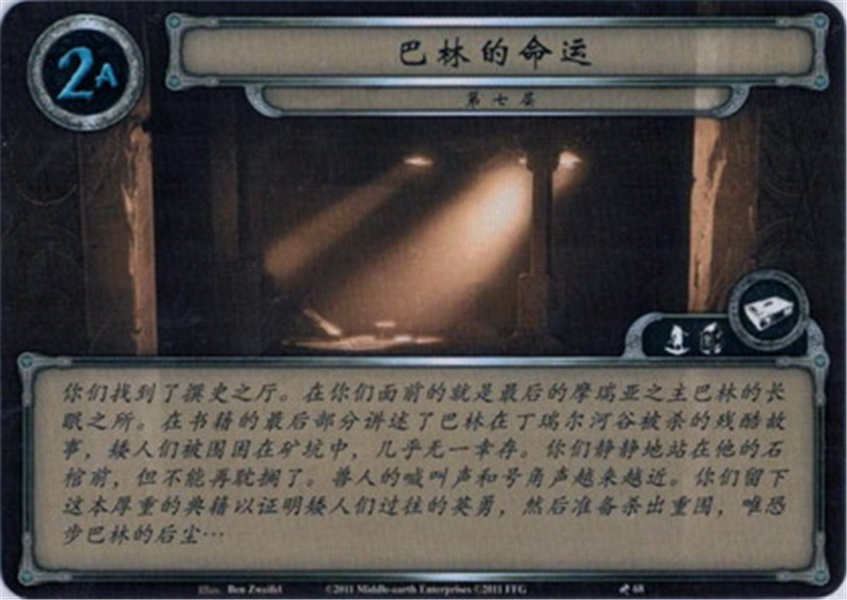 2A
巴林的命运
第七层
你们找到了撰史之厅。在你们面前的就是最后的摩瑞亚之主巴林的长
眠之所。在书籍的最后部分讲述了巴林在丁瑞尔河谷被杀的残酷故
事，矮人们被围困在矿坑中，几乎无一幸存。你们静静地站在他的石
棺前，但不能再耽搁了。兽人的喊叫声和号角声越来越近。你们留下
这本厚重的典籍以证明矮人们过往的英勇，然后准备杀出重围，唯恐
步巴林的后尘…
Illus. Ben Zweifel ©2011 Middle-earth Enterprises ©2011 FFG 68